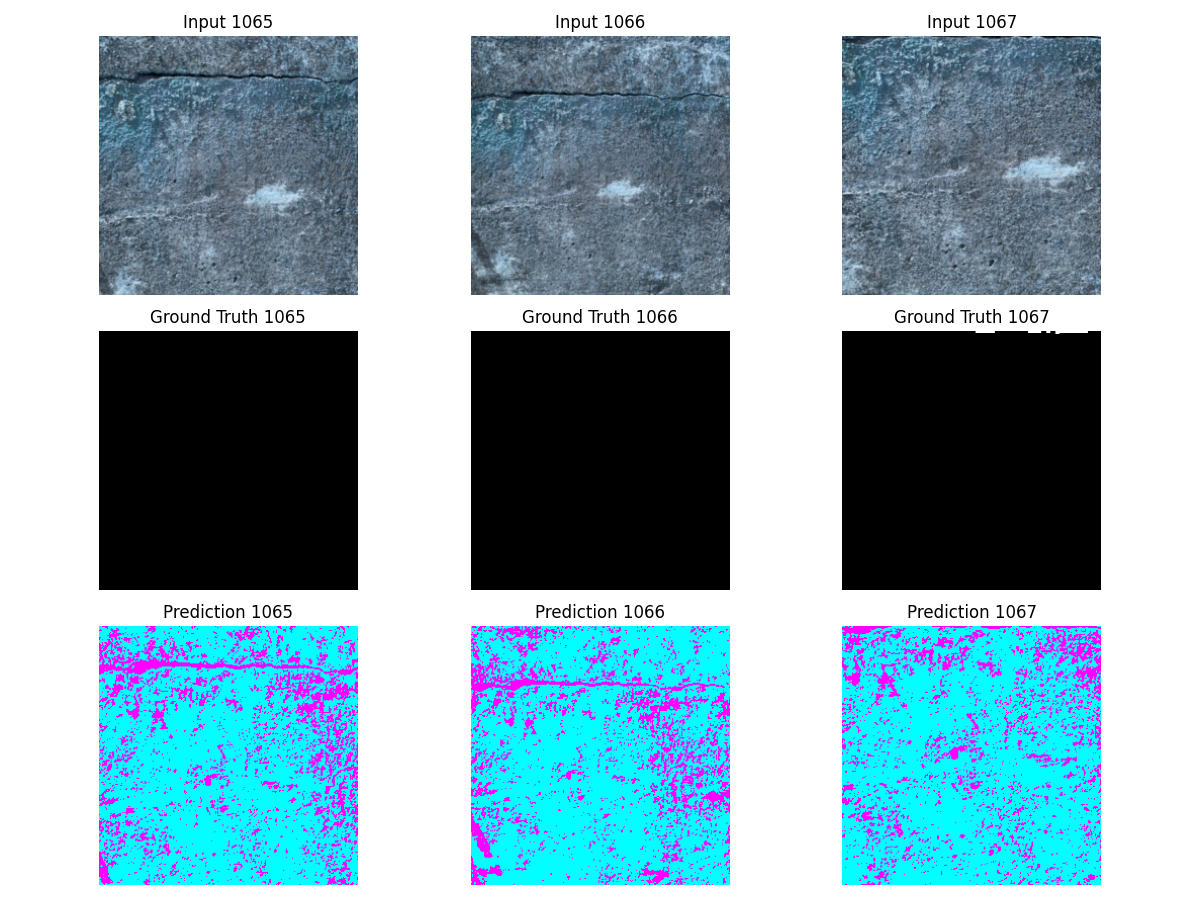 Input 1065
Input 1066
Input 1067
Ground Truth 1065
Ground Truth 1066
Ground Truth 1067
Prediction 1065
Prediction 1066
Prediction 1067